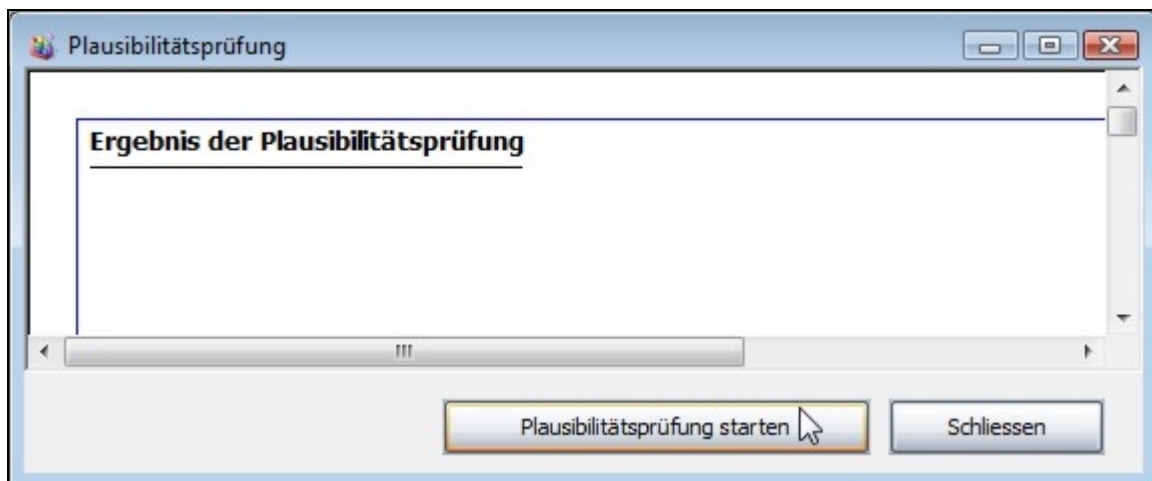 Plausibilitätsprüfung
Ergebnis der Plausibilitätsprüfung
Plausibilitätsprüfung starten
Schliessen